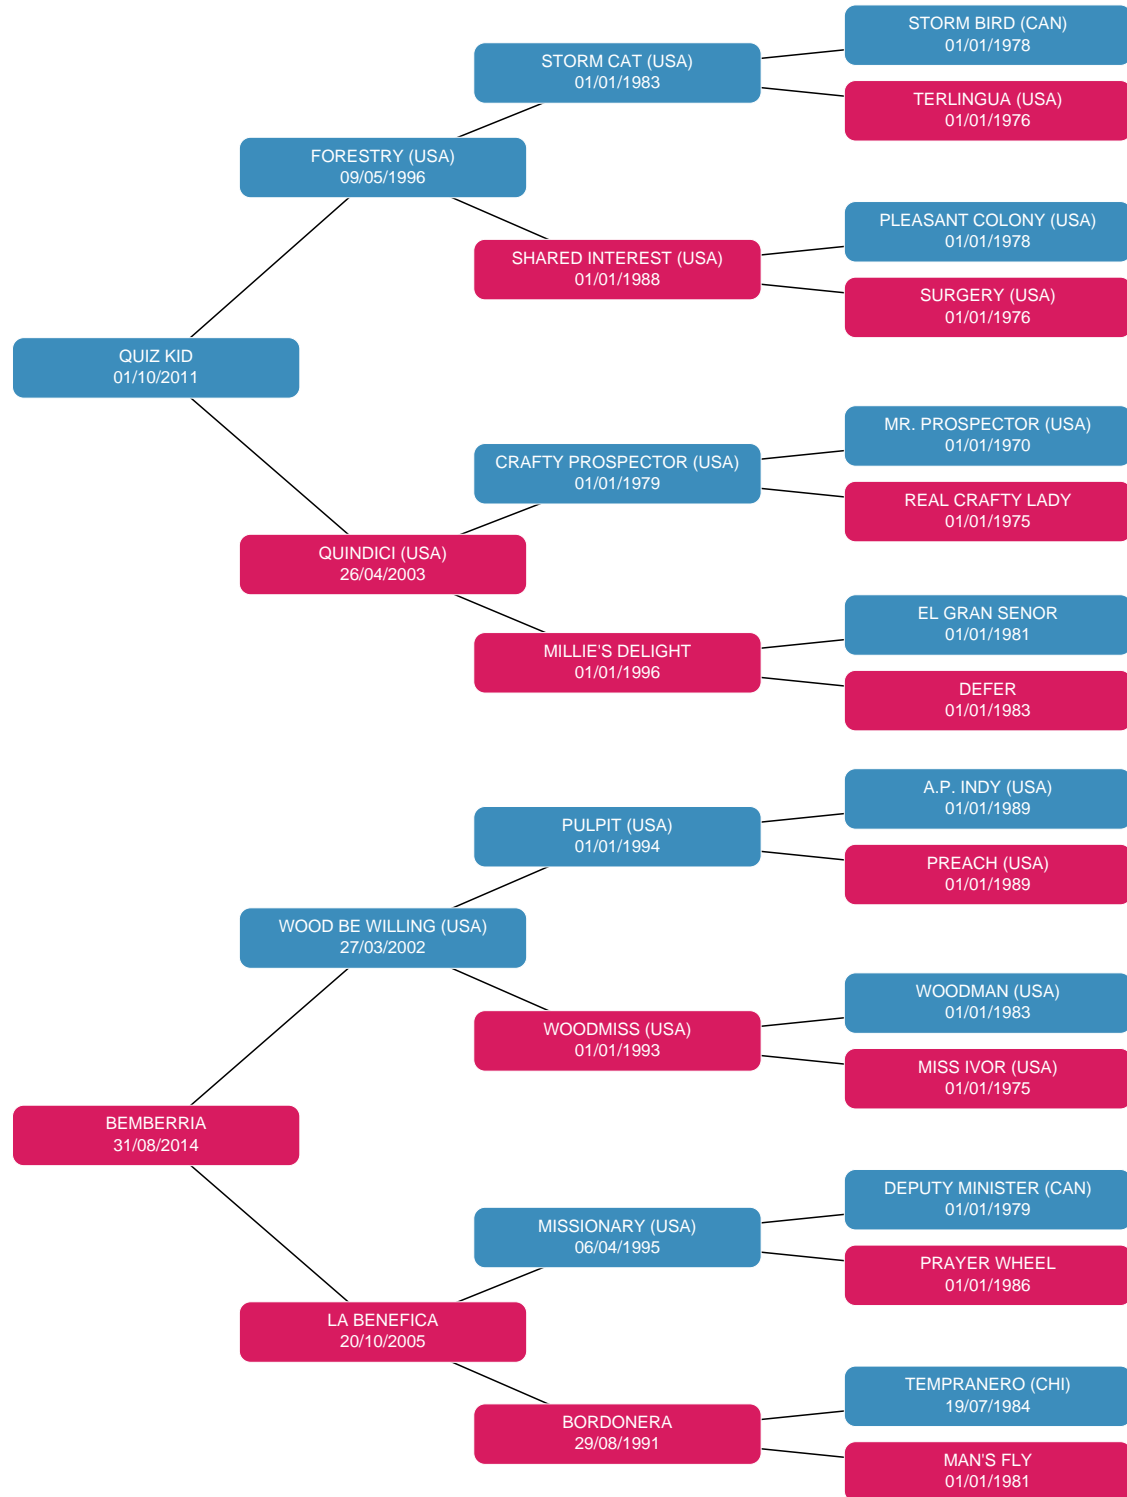 STORM BIRD (CAN)
01/01/1978
STORM CAT (USA)
01/01/1983
TERLINGUA (USA)
01/01/1976
FORESTRY (USA)
09/05/1996
PLEASANT COLONY (USA)
01/01/1978
SHARED INTEREST (USA)
01/01/1988
SURGERY (USA)
01/01/1976
QUIZ KID
01/10/2011
MR. PROSPECTOR (USA)
01/01/1970
CRAFTY PROSPECTOR (USA)
01/01/1979
REAL CRAFTY LADY
01/01/1975
QUINDICI (USA)
26/04/2003
EL GRAN SENOR
01/01/1981
MILLIE'S DELIGHT
01/01/1996
DEFER
01/01/1983
A.P. INDY (USA)
01/01/1989
PULPIT (USA)
01/01/1994
PREACH (USA)
01/01/1989
WOOD BE WILLING (USA)
27/03/2002
WOODMAN (USA)
01/01/1983
WOODMISS (USA)
01/01/1993
MISS IVOR (USA)
01/01/1975
BEMBERRIA
31/08/2014
DEPUTY MINISTER (CAN)
01/01/1979
MISSIONARY (USA)
06/04/1995
PRAYER WHEEL
01/01/1986
LA BENEFICA
20/10/2005
TEMPRANERO (CHI)
19/07/1984
BORDONERA
29/08/1991
MAN'S FLY
01/01/1981